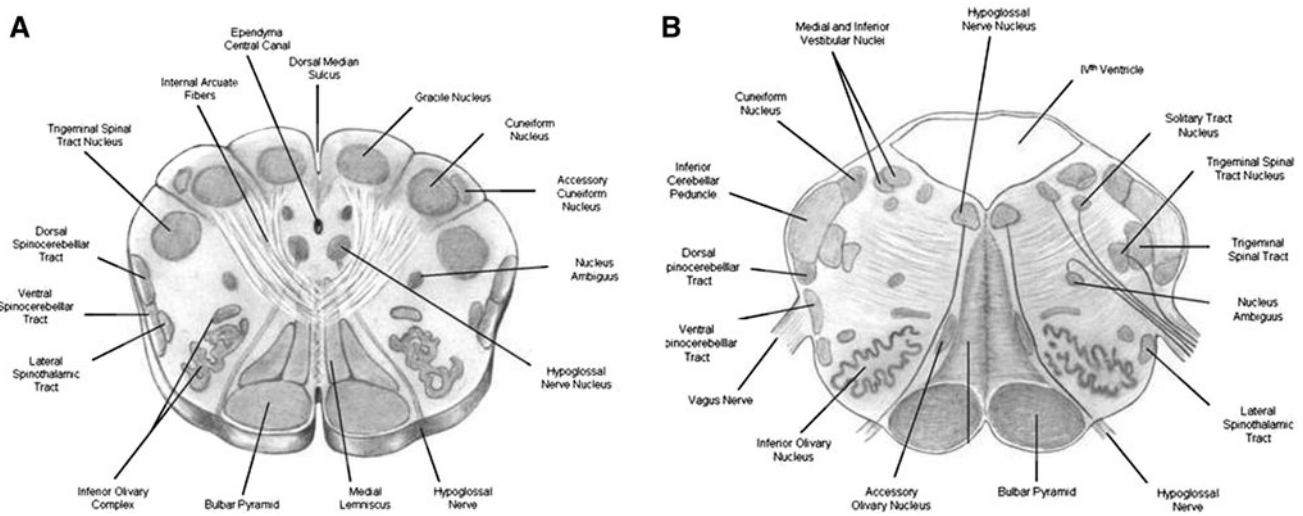 A
Ependyma
Central Canal
Dorsal Median
Sulcus
Internal Arcuate
Fibers
Gracile Nucleus
Trigeminal Spinal
Tract Nucleus
Cuneiform
Nucleus
Accessory
Cuneiform
Nucleus
Dorsal
Spinocerebellar
Tract
Nucleus
Ambiguus
Ventral
Spinocerebellar
Tract
Lateral
Spinothalamic
Tract
Hypoglossal
Nerve Nucleus
Inferior Olivary
Complex
Bulbar Pyramid
Medial
Lemniscus
Hypoglossal
Nerve
B
Medial and Inferior
Vestibular Nuclei
Hypoglossal
Nerve Nucleus
IVth Ventricle
Cuneiform
Nucleus
Solitary Tract
Nucleus
Inferior
Cerebellar
Peduncle
Trigeminal Spinal
Tract Nucleus
Dorsal
pinocerebellar
Tract
Trigeminal
Spinal Tract
Nucleus
Ambiguus
Ventral
pinocerebellar
Tract
Vagus Nerve
Inferior Olivary
Nucleus
Lateral
Spinothalamic
Tract
Accessory
Olivary Nucleus
Bulbar Pyramid
Hypoglossal
Nerve